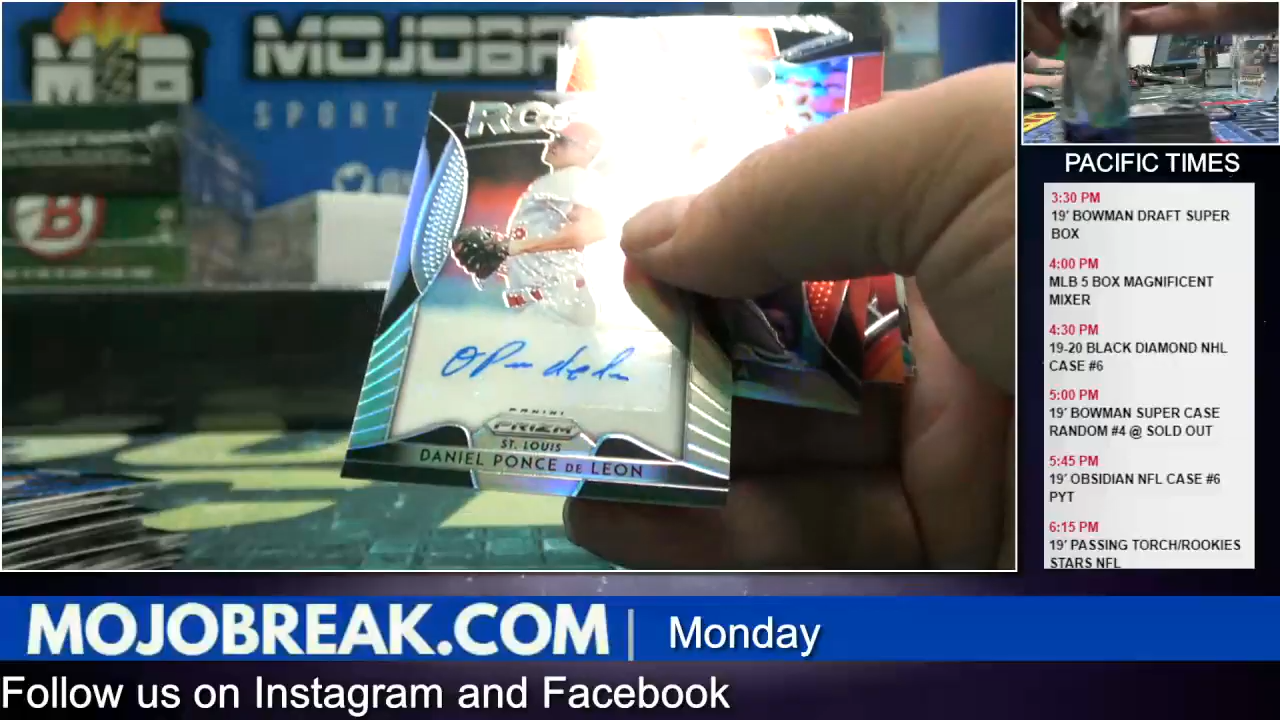 MOJOB
SPORT
M B
B
RO
PANINI
PRIZM
ST. LOUIS
DANIEL PONCE DE LEON
PACIFIC TIMES
3:30 PM
19' BOWMAN DRAFT SUPER
BOX
4:00 PM
MLB 5 BOX MAGNIFICENT
MIXER
4:30 PM
19-20 BLACK DIAMOND NHL
CASE #6
5:00 PM
19' BOWMAN SUPER CASE
RANDOM #4 @ SOLD OUT
5:45 PM
19' OBSIDIAN NFL CASE #6
PYT
6:15 PM
19' PASSING TORCH/ROOKIES
STARS NFL
MOJOBREAK.COM | Monday
Follow us on Instagram and Facebook